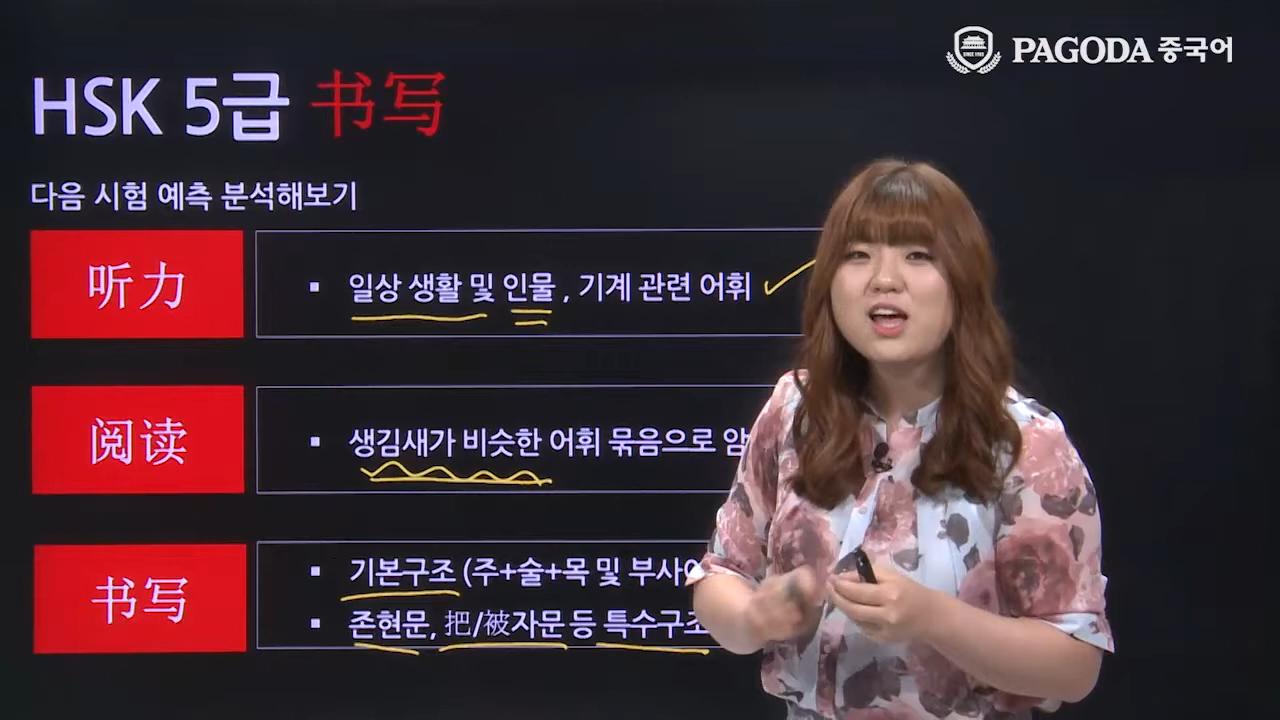 PAGODA 중국어
HSK 5급 书写
다음 시험 예측 분석해보기
听力
▪ 일상 생활 및 인물 , 기계 관련 어휘
阅读
▪ 생김새가 비슷한 어휘 묶음으로 암
书写
▪ 기본구조 (주+술+목 및 부사어
▪ 존현문, 把/被자문 등 특수구조